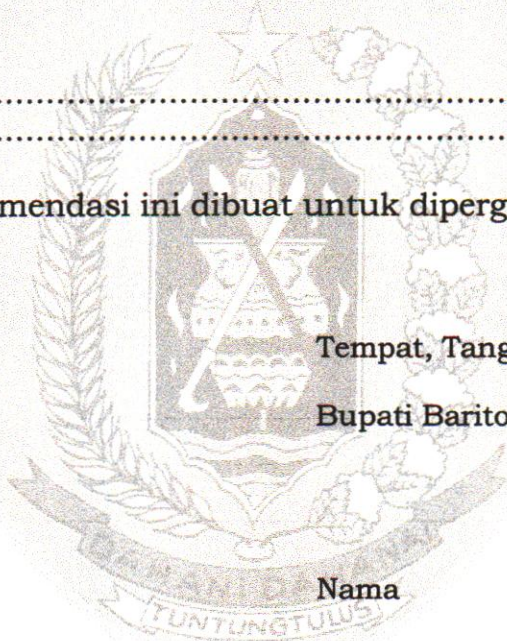 ................................................................
................................................................
mendasi ini dibuat untuk diperg
Tempat, Tang
Bupati Barito
Nama
TUNTUNG TULUS